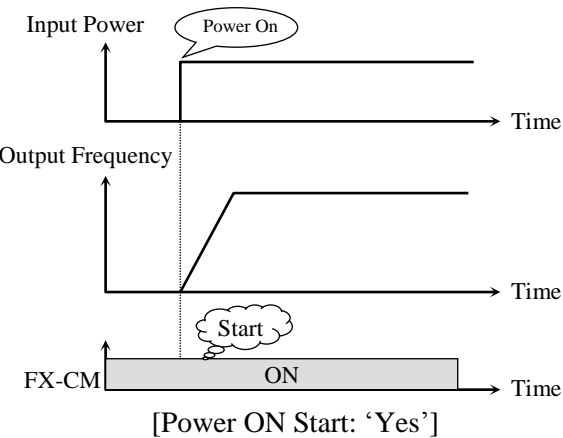 Input Power
Power On
Time
Output Frequency
Time
Start
FX-CM
ON
Time
[Power ON Start: ‘Yes’]